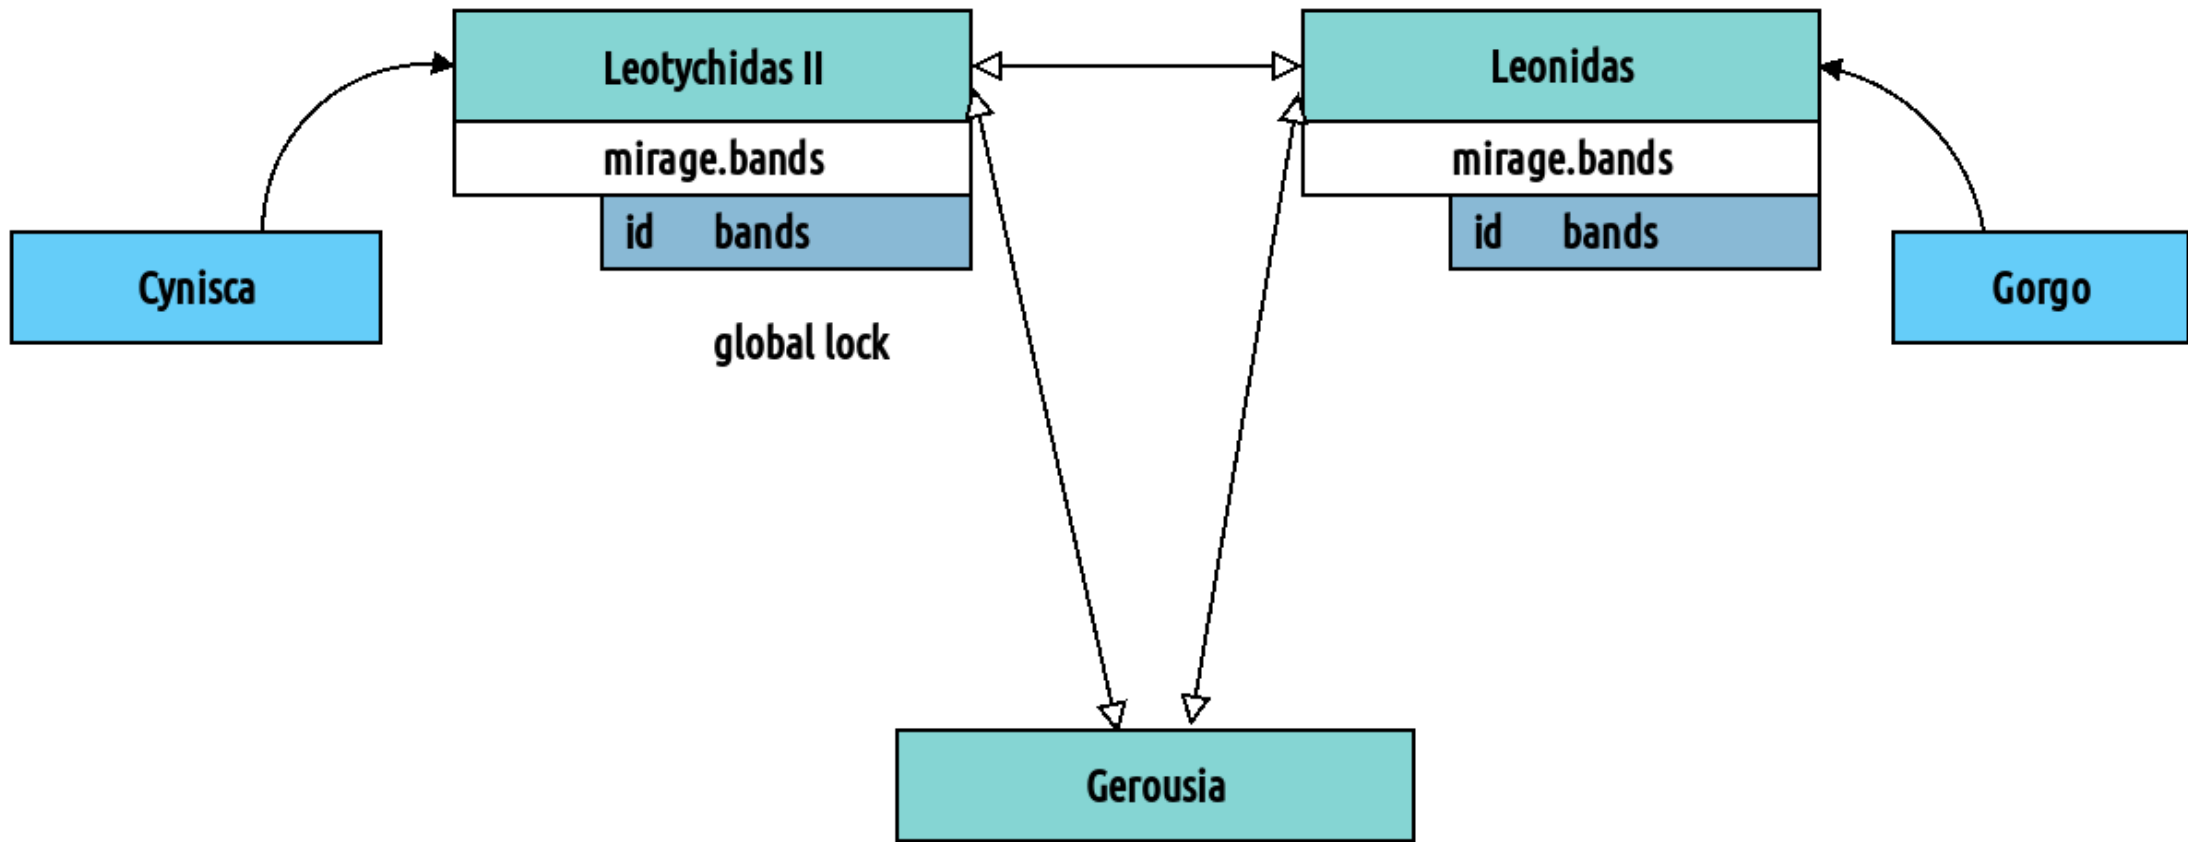 Leotychidas II
Leonidas
mirage.bands
mirage.bands
id bands
id bands
Cynisca
Gorgo
global lock
Gerousia